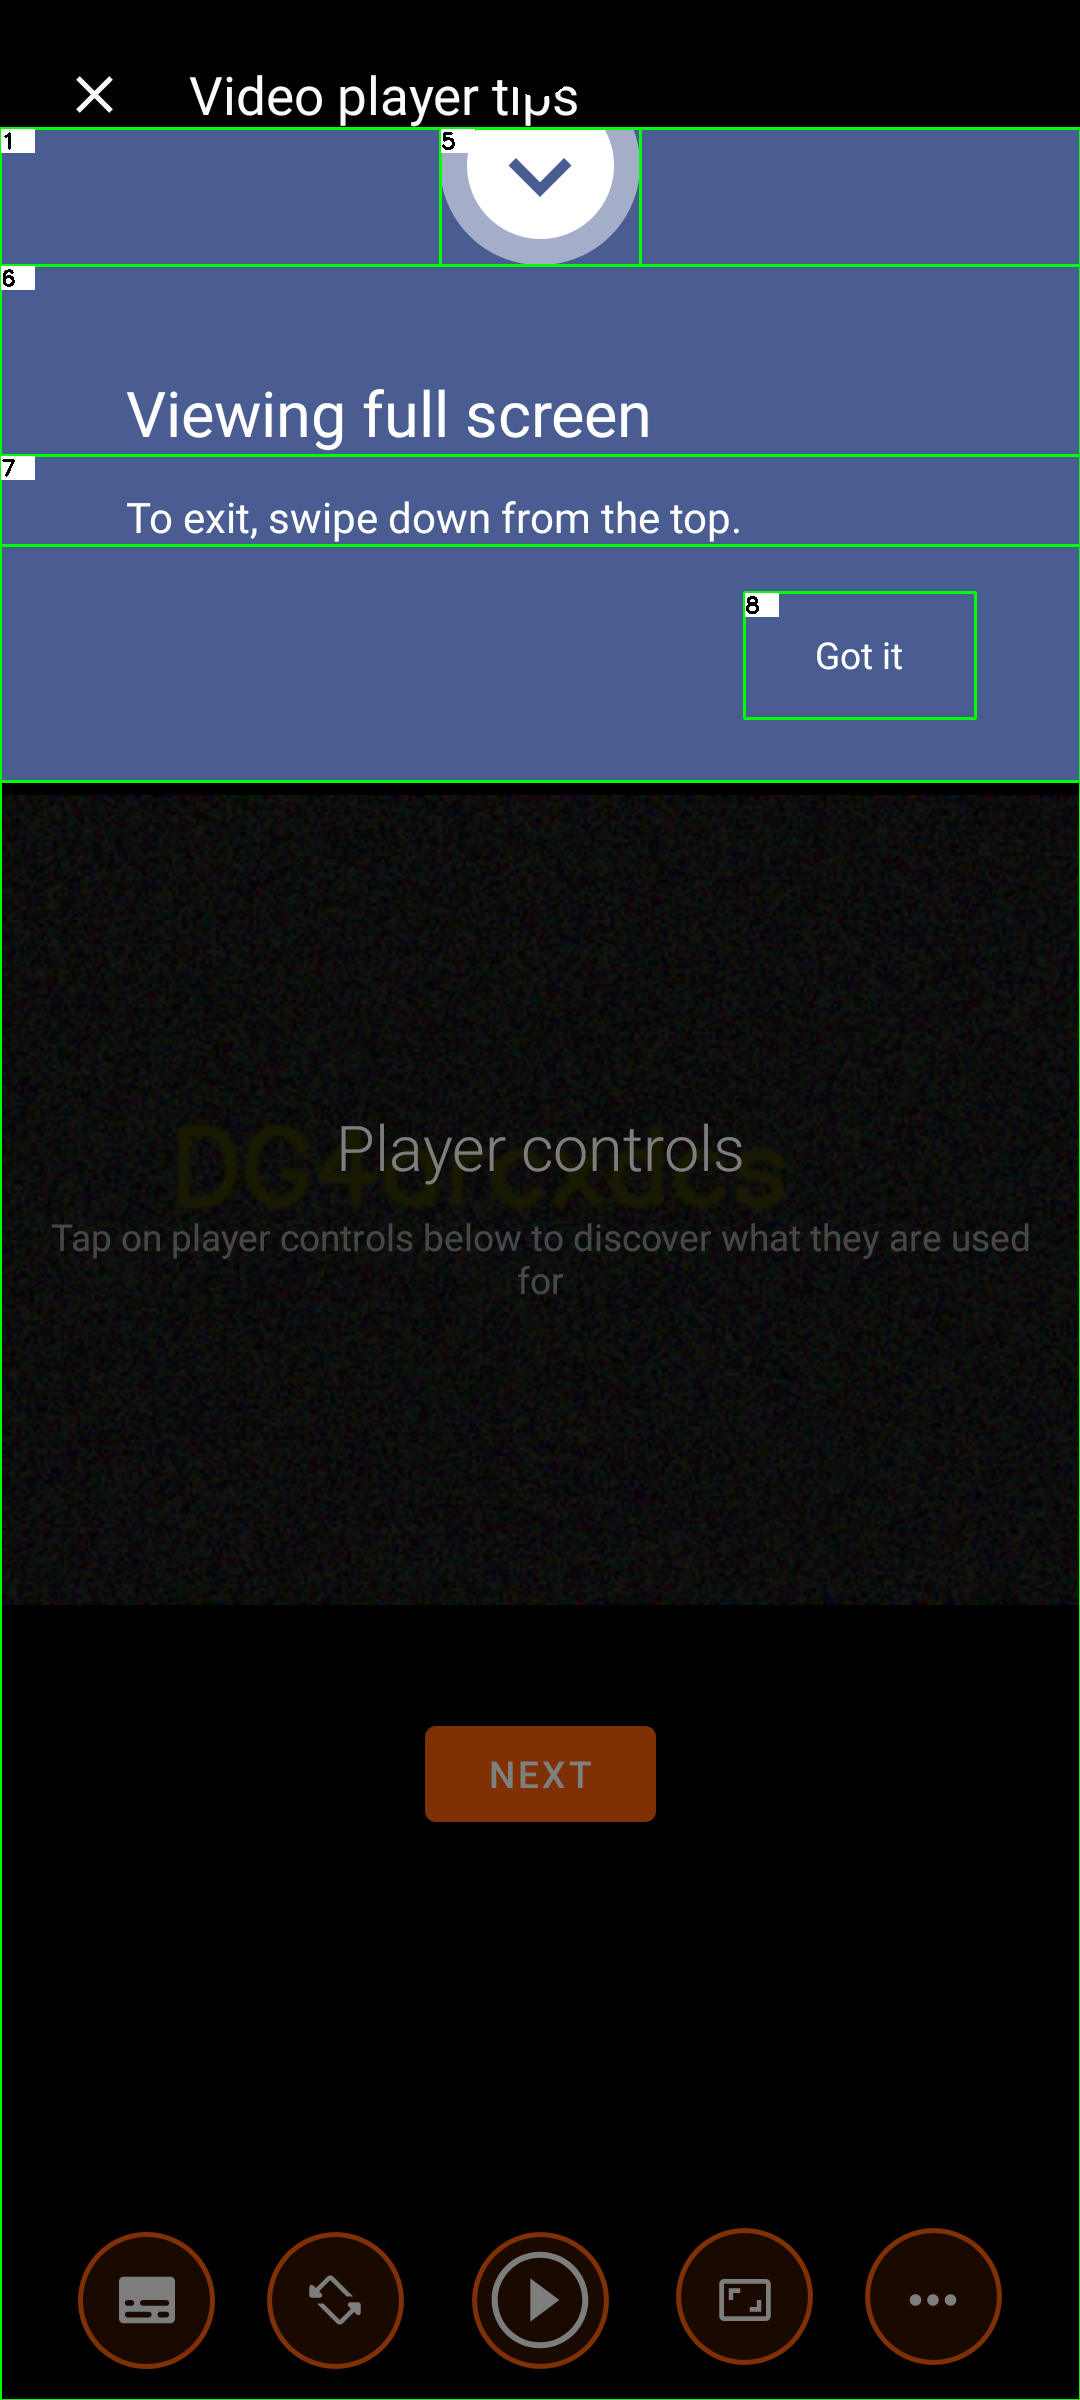 Video player tips
1
5
6
Viewing full screen
7
To exit, swipe down from the top.
8
Got it
Player controls
Tap on player controls below to discover what they are used
for
NEXT